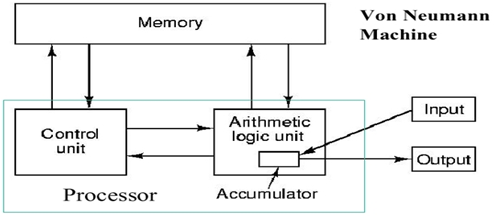 Memory
Von Neumann
Machine
Control
unit
Arithmetic
logic unit
Input
Output
Processor
Accumulator